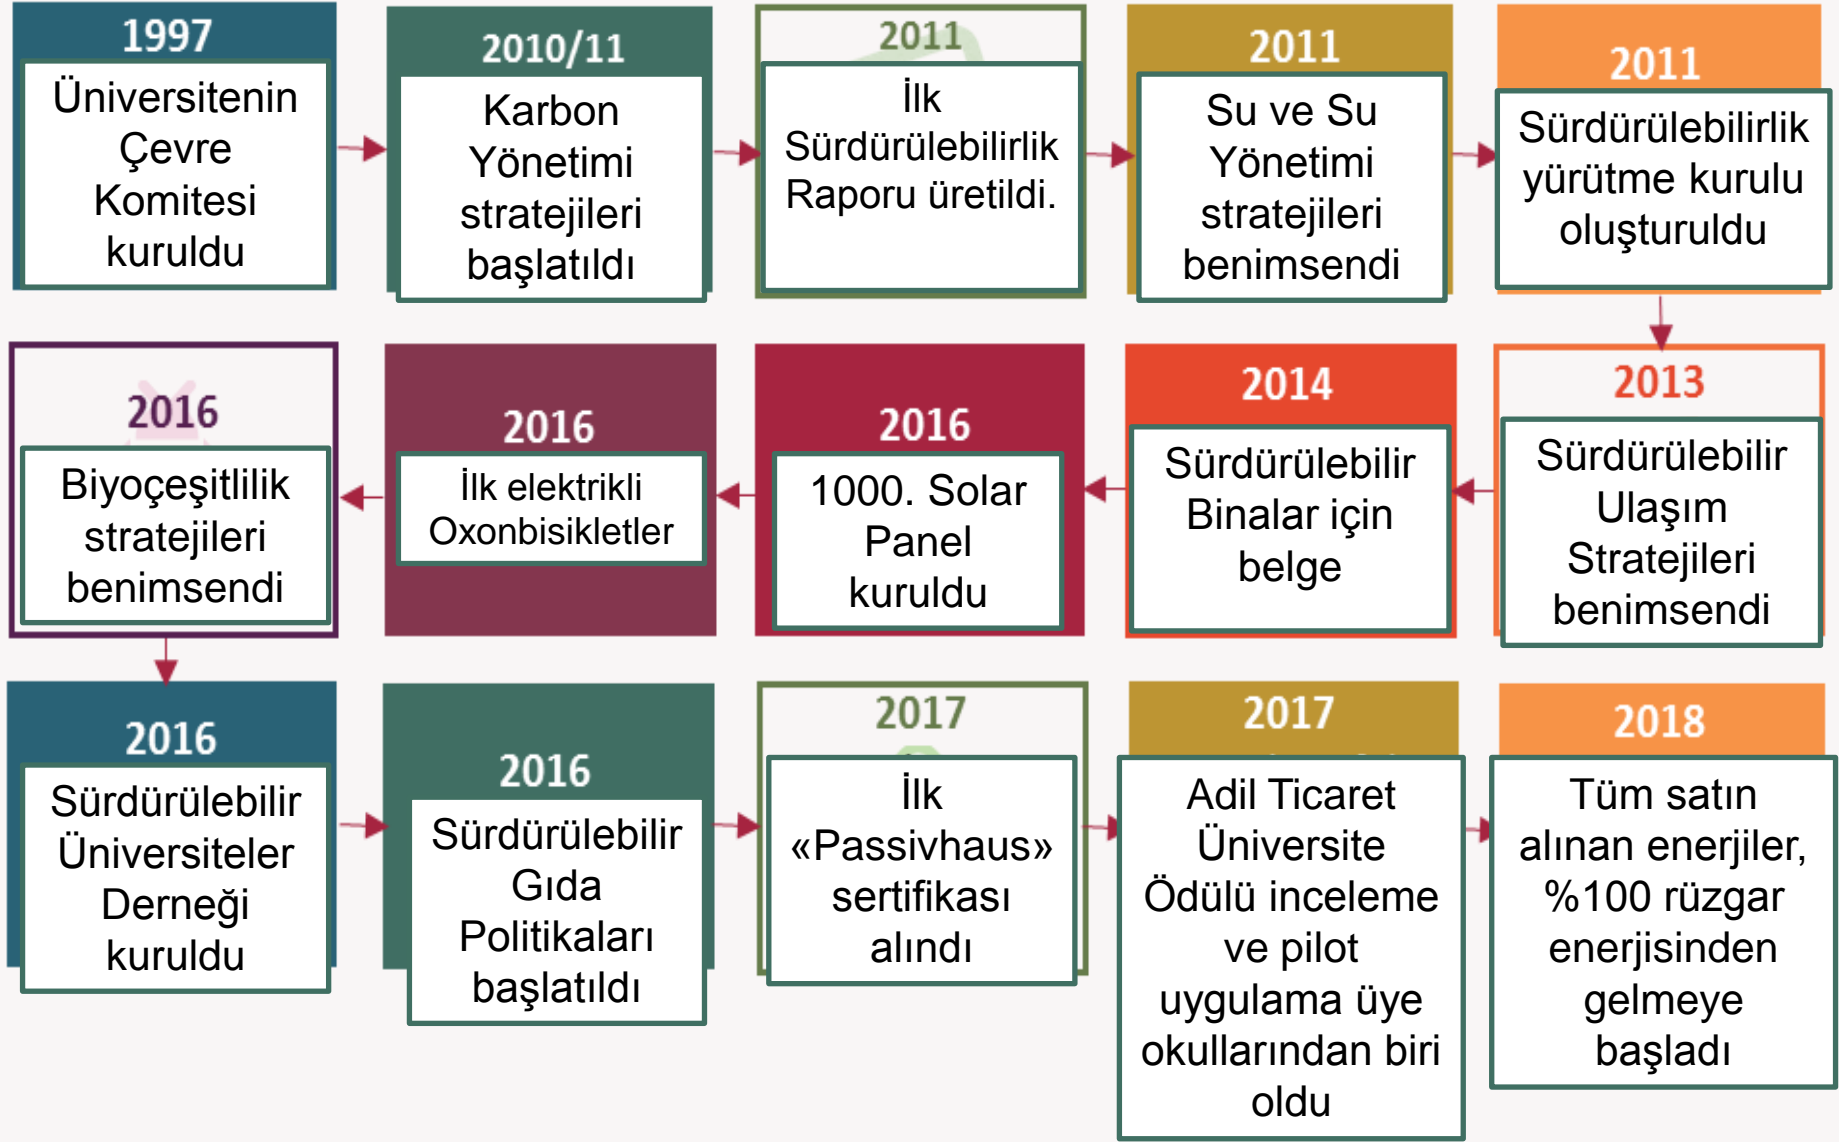 1997
Üniversitenin
Çevre
Komitesi
kuruldu
2010/11
Karbon
Yönetimi
stratejileri
başlatıldı
2011
İlk
Sürdürülebilirlik
Raporu üretildi.
2011
Su ve Su
Yönetimi
stratejileri
benimsendi
2011
Sürdürülebilirlik
yürütme kurulu
oluşturuldu
2013
Sürdürülebilir
Ulaşım
Stratejileri
benimsendi
2014
Sürdürülebilir
Binalar için
belge
2016
1000. Solar
Panel
kuruldu
2016
İlk elektrikli
Oxonbisikletler
2016
Biyoçeşitlilik
stratejileri
benimsendi
2016
Sürdürülebilir
Üniversiteler
Derneği
kuruldu
2016
Sürdürülebilir
Gıda
Politikaları
başlatıldı
2017
İlk
«Passivhaus»
sertifikası
alındı
2017
Adil Ticaret
Üniversite
Ödülü inceleme
ve pilot
uygulama üye
okullarından biri
oldu
2018
Tüm satın
alınan enerjiler,
%100 rüzgar
enerjisinden
gelmeye
başladı